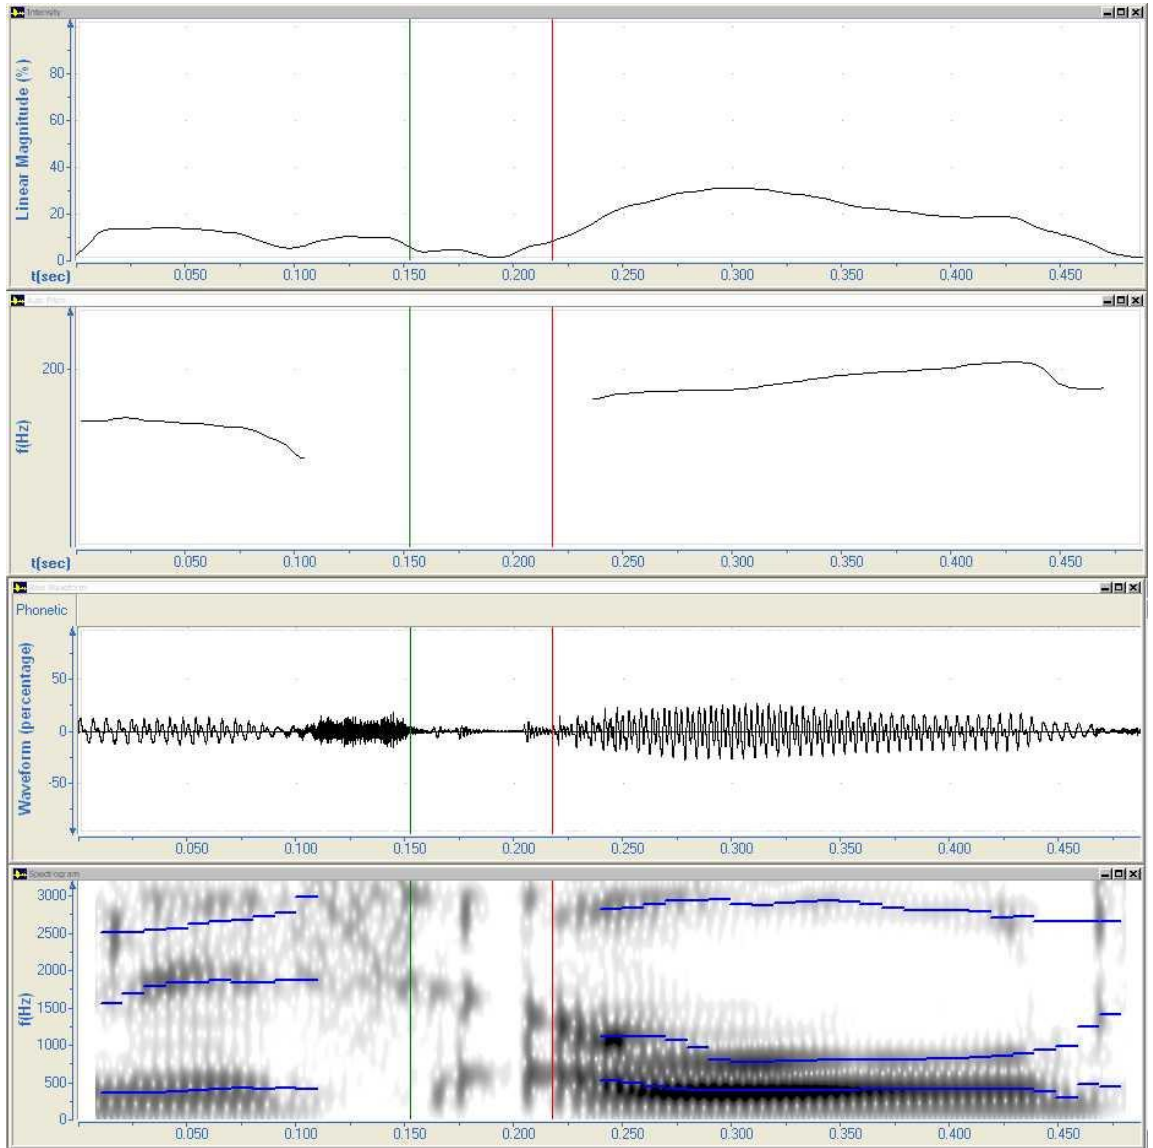 Intensity
Linear Magnitude (%)
80
60
40
20
0
t(sec) 0.050 0.100 0.150 0.200 0.250 0.300 0.350 0.400 0.450
Auto Pitch
f(Hz)
200
t(sec) 0.050 0.100 0.150 0.200 0.250 0.300 0.350 0.400 0.450
Waveform
Phonetic
Waveform (percentage)
50
0
-50
0.050 0.100 0.150 0.200 0.250 0.300 0.350 0.400 0.450
Spectrogram
f(Hz)
3000
2500
2000
1500
1000
500
0
0.050 0.100 0.150 0.200 0.250 0.300 0.350 0.400 0.450